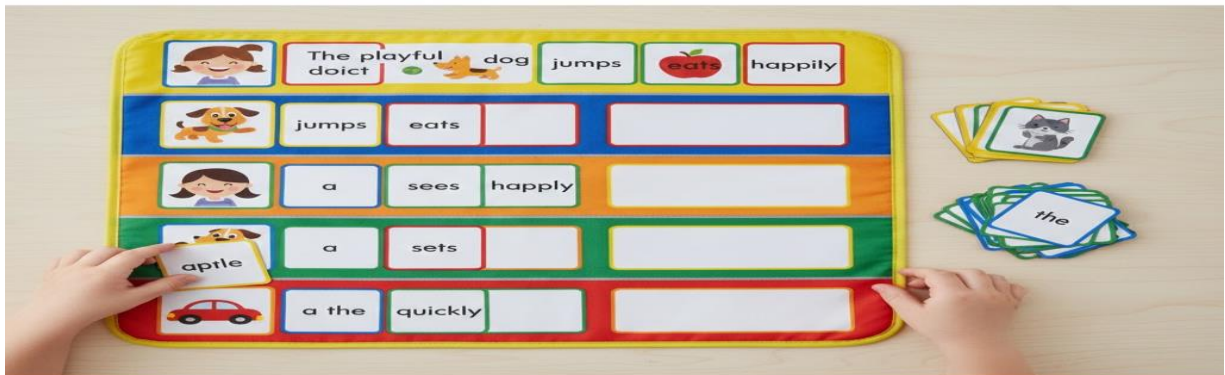 The playful dog jumps eats happily
doict
jumps eats
a sees happly
a sets
aptle
a the quickly
the